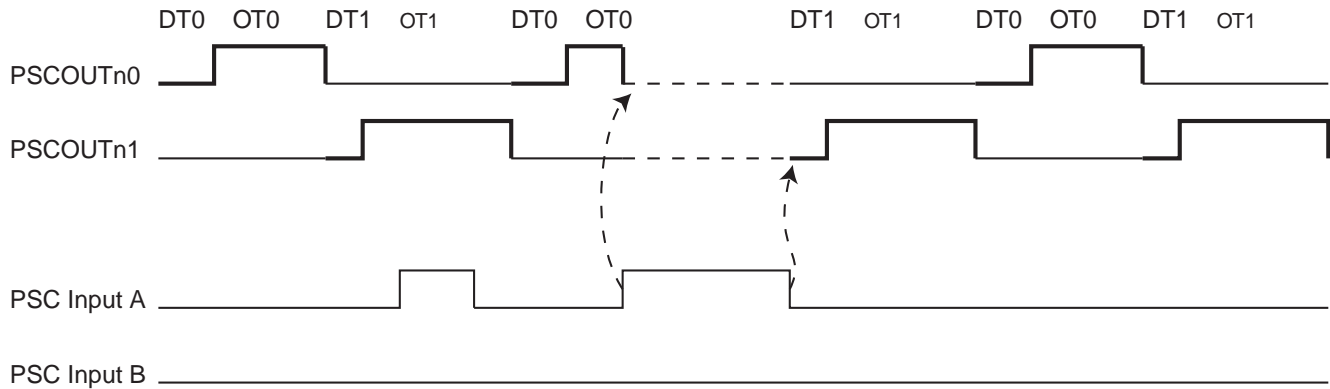 DT0 OT0 DT1 OT1 DT0 OT0 DT1 OT1 DT0 OT0 DT1 OT1
PSCOUTn0
PSCOUTn1
PSC Input A
PSC Input B